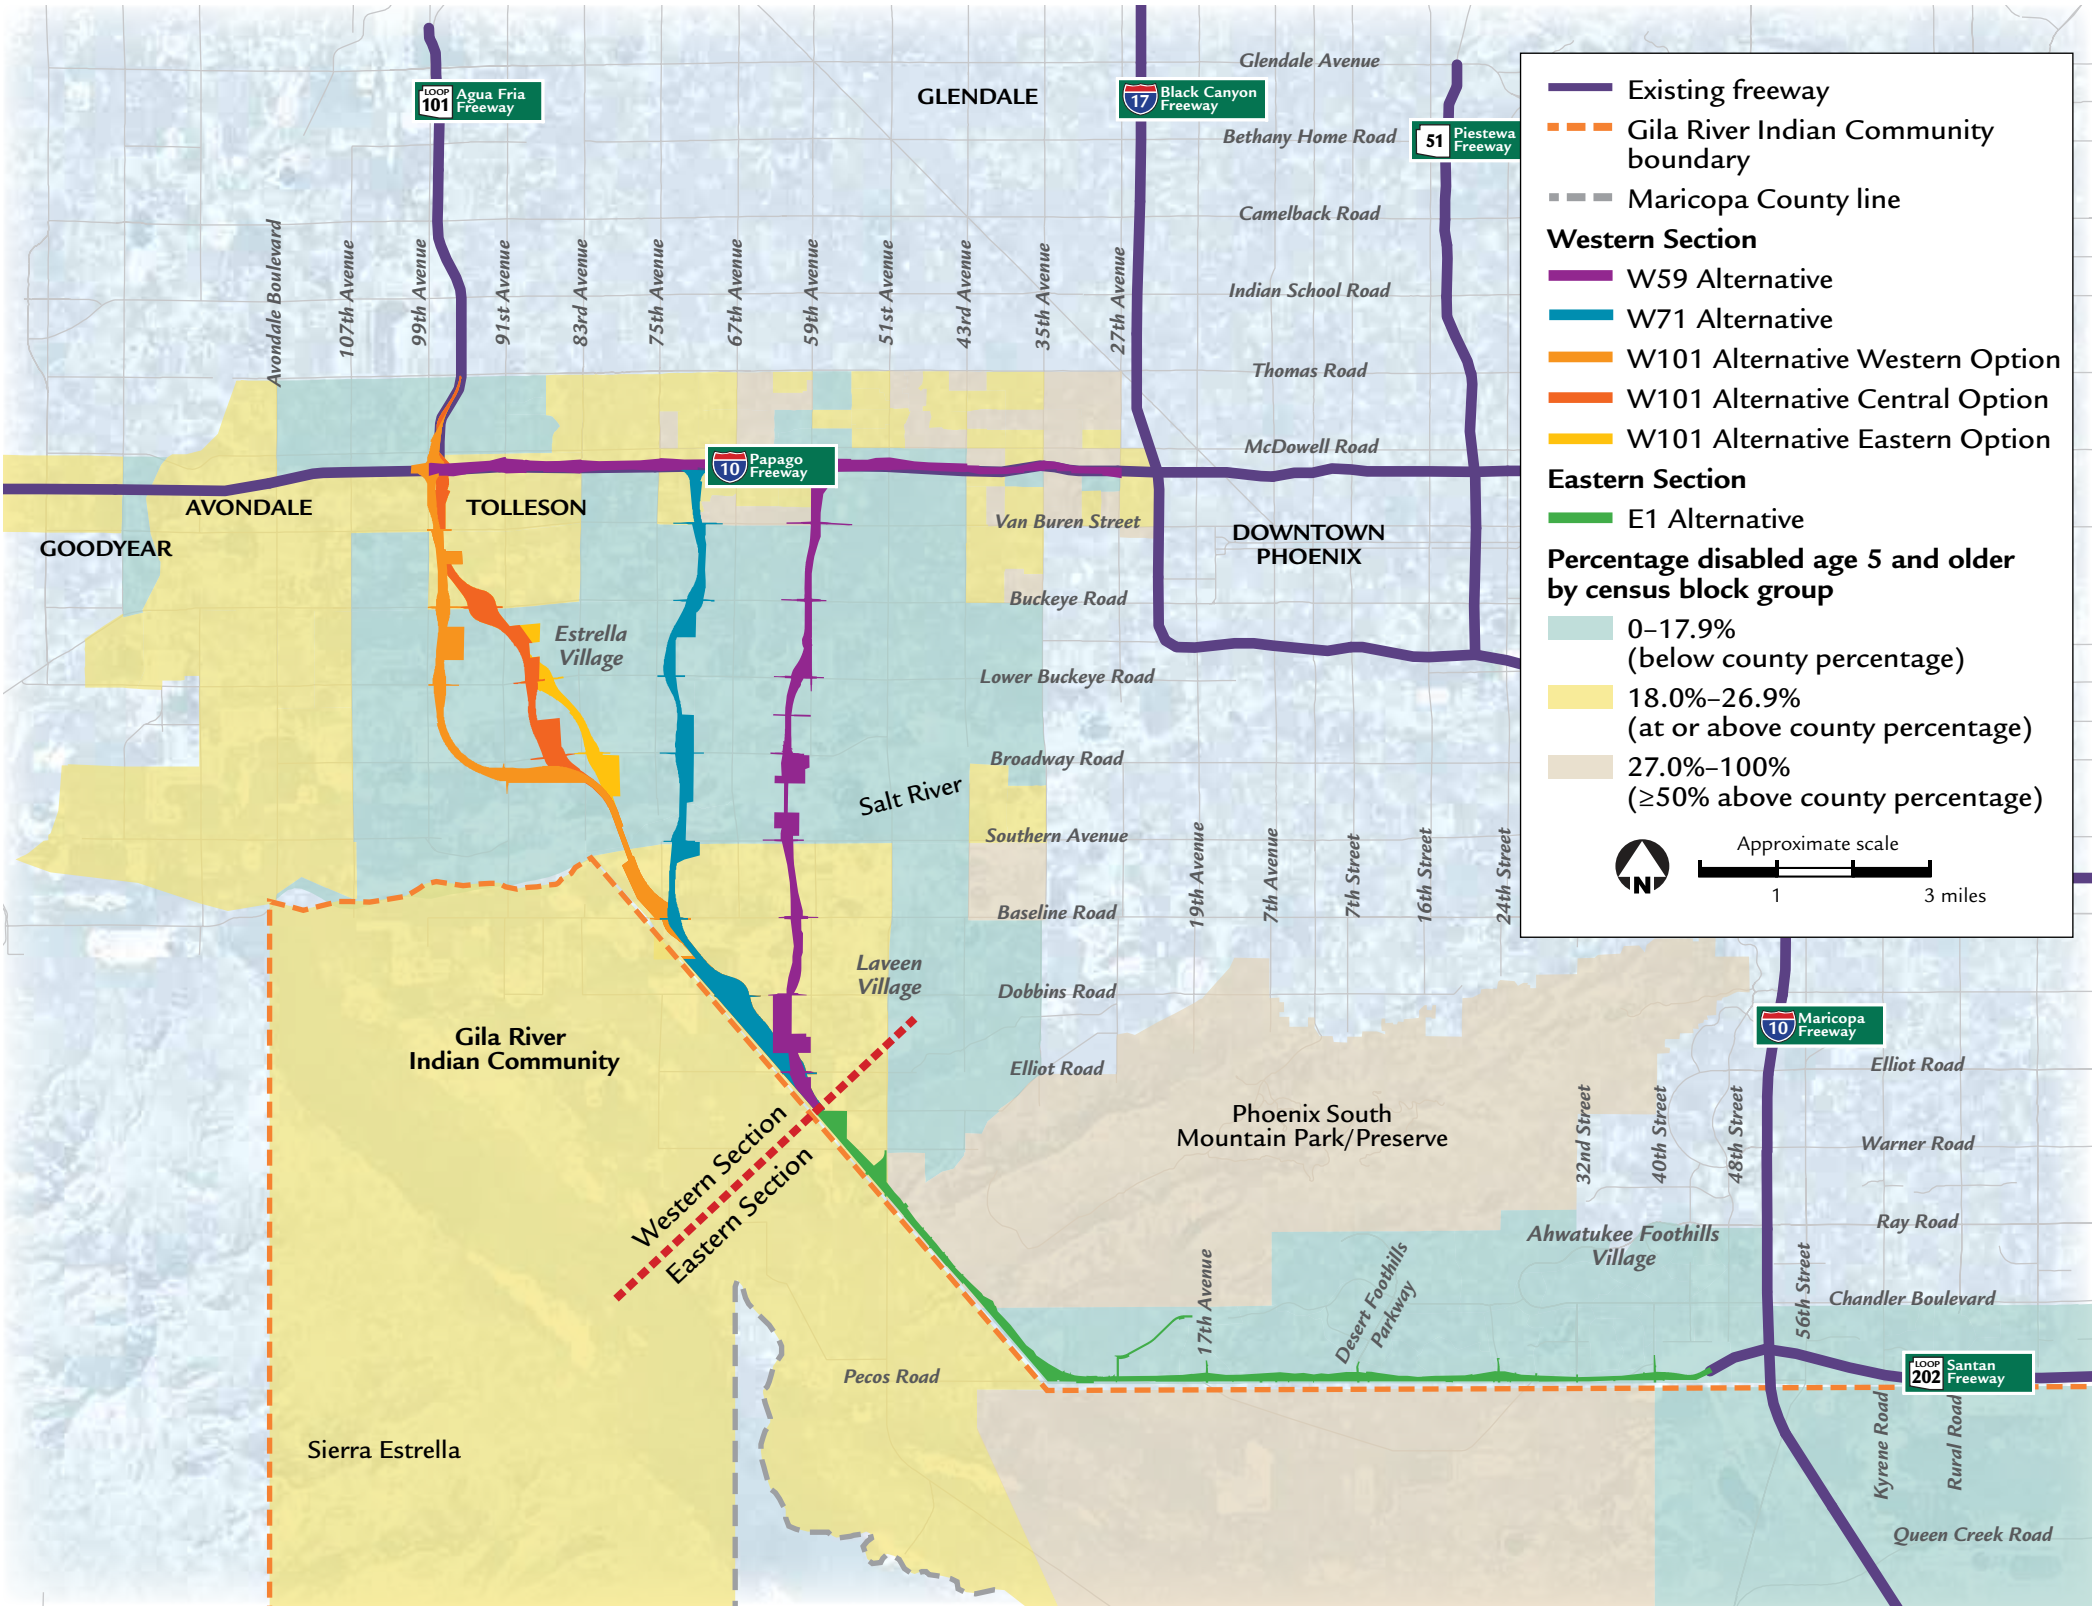 LOOP
101
Agua Fria
Freeway
GLENDALE
17
Black Canyon
Freeway
51
Piestewa
Freeway
Glendale Avenue
Bethany Home Road
Camelback Road
Indian School Road
Thomas Road
McDowell Road
Avondale Boulevard
107th Avenue
99th Avenue
91st Avenue
83rd Avenue
75th Avenue
67th Avenue
59th Avenue
51st Avenue
43rd Avenue
35th Avenue
27th Avenue
10
Papago
Freeway
AVONDALE
TOLLESON
GOODYEAR
Van Buren Street
DOWNTOWN
PHOENIX
Buckeye Road
Estrella
Village
Lower Buckeye Road
Broadway Road
Salt River
Southern Avenue
19th Avenue
7th Avenue
7th Street
16th Street
24th Street
Baseline Road
Laveen
Village
Dobbins Road
Gila River
Indian Community
Elliot Road
Western Section
Eastern Section
Phoenix South
Mountain Park/Preserve
10
Maricopa
Freeway
Elliot Road
32nd Street
40th Street
48th Street
Warner Road
Ray Road
Ahwatukee Foothills
Village
17th Avenue
Desert Foothills
Parkway
56th Street
Chandler Boulevard
Pecos Road
LOOP
202
Santan
Freeway
Kyrene Road
Rural Road
Sierra Estrella
Queen Creek Road
Existing freeway
Gila River Indian Community
boundary
Maricopa County line
Western Section
W59 Alternative
W71 Alternative
W101 Alternative Western Option
W101 Alternative Central Option
W101 Alternative Eastern Option
Eastern Section
E1 Alternative
Percentage disabled age 5 and older
by census block group
0–17.9%
(below county percentage)
18.0%–26.9%
(at or above county percentage)
27.0%–100%
(≥50% above county percentage)
N
Approximate scale
1
3 miles